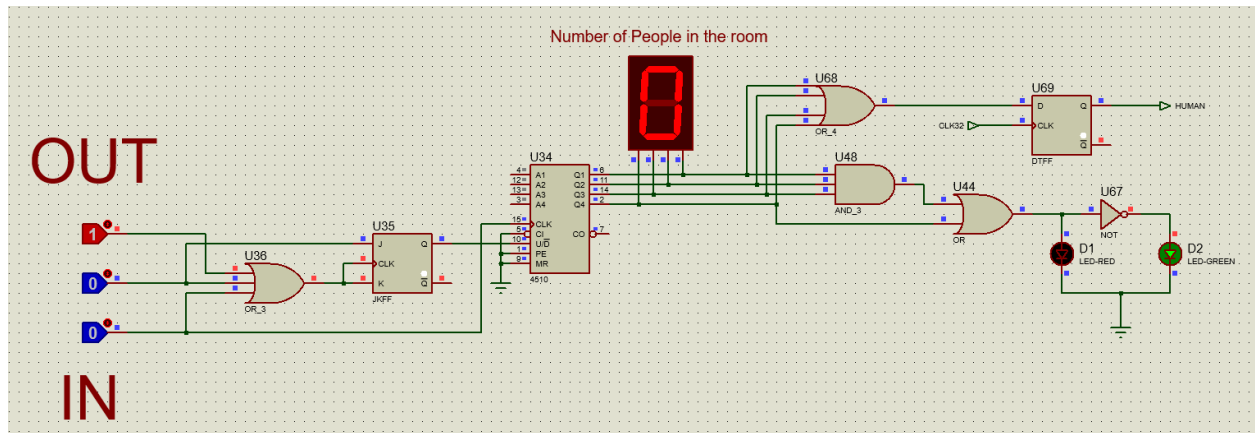 Number of People in the room
OUT
IN
1
0
0
U36
OR_3
U35
J Q
CLK
K Q
JKFF
U34
4 A1 Q1 6
12 A2 Q2 11
13 A3 Q3 14
3 A4 Q4 2
15 CLK
5 CI CO 7
10 U/D
1 PE
9 MR
4510
0
U68
OR_4
U48
AND_3
U44
OR
U69
D Q
CLK
Q
DTFF
CLK32
HUMAN
U67
NOT
D1
LED-RED
D2
LED-GREEN